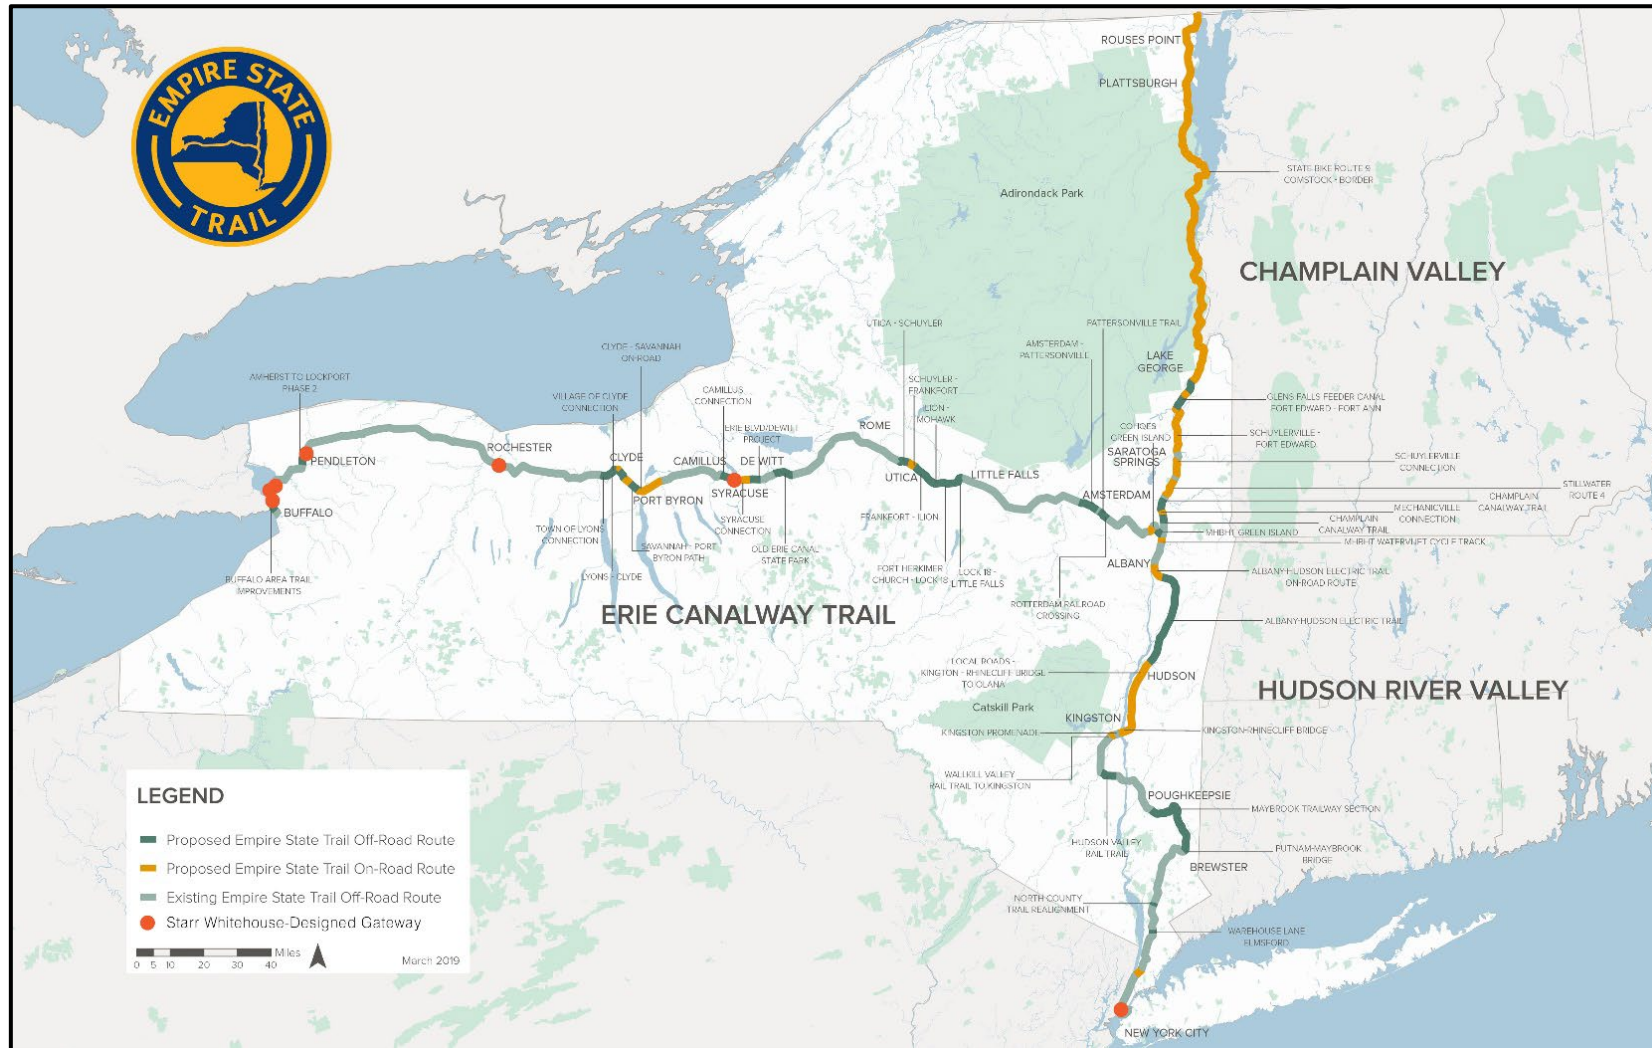 EMPIRE STATE
TRAIL
ROUSES POINT
PLATTSBURGH
STATE BIKE ROUTE 9
COMSTOCK - BORDER
Adirondack Park
CHAMPLAIN VALLEY
UTICA - SCHUYLER
PATTERSONVILLE TRAIL
CLYDE - SAVANNAH
ON-ROAD
AMSTERDAM -
PATTERSONVILLE
LAKE
GEORGE
AMHERST TO LOCKPORT
PHASE 2
SCHUYLER -
FRANKFORT
CAMILLUS
CONNECTION
VILLAGE OF CLYDE
CONNECTION
GLENS FALLS FEEDER CANAL
FORT EDWARD - FORT ANN
ILION -
MOHAWK
ROME
ERIE BLVD/DEWITT
PROJECT
COHOES
GREEN ISLAND
SCHUYLERVILLE -
FORT EDWARD
ROCHESTER
SARATOGA
SPRINGS
SCHUYLERVILLE
CONNECTION
PENDLETON
CLYDE
CAMILLUS
DE WITT
UTICA
LITTLE FALLS
STILLWATER
ROUTE 4
SYRACUSE
PORT BYRON
AMSTERDAM
CHAMPLAIN
CANALWAY TRAIL
BUFFALO
MECHANICVILLE
CONNECTION
FRANKFORT - ILION
SYRACUSE
CONNECTION
CHAMPLAIN
CANALWAY TRAIL
TOWN OF LYONS
CONNECTION
MHBHT GREEN ISLAND
MHBHT WATERVLIET CYCLE TRACK
SAVANNAH - PORT
BYRON PATH
OLD ERIE CANAL
STATE PARK
ALBANY
FORT HERKIMER
CHURCH - LOCK 18
LOCK 18 -
LITTLE FALLS
ALBANY-HUDSON ELECTRIC TRAIL
ON-ROAD ROUTE
BUFFALO AREA TRAIL
IMPROVEMENTS
LYONS - CLYDE
ROTTERDAM RAILROAD
CROSSING
ERIE CANALWAY TRAIL
ALBANY-HUDSON ELECTRIC TRAIL
LOCAL ROADS -
KINGTON - RHINECLIFF BRIDGE
TO OLANA
HUDSON
HUDSON RIVER VALLEY
Catskill Park
KINGSTON
KINGSTON PROMENADE
KINGSTON-RHINECLIFF BRIDGE
WALLKILL VALLEY
RAIL TRAIL TO KINGSTON
POUGHKEEPSIE
MAYBROOK TRAILWAY SECTION
HUDSON VALLEY
RAIL TRAIL
PUTNAM-MAYBROOK
BRIDGE
BREWSTER
NORTH COUNTY
TRAIL REALIGNMENT
WAREHOUSE LANE
ELMSFORD
NEW YORK CITY
LEGEND
Proposed Empire State Trail Off-Road Route
Proposed Empire State Trail On-Road Route
Existing Empire State Trail Off-Road Route
Starr Whitehouse-Designed Gateway
Miles
0 5 10 20 30 40
March 2019